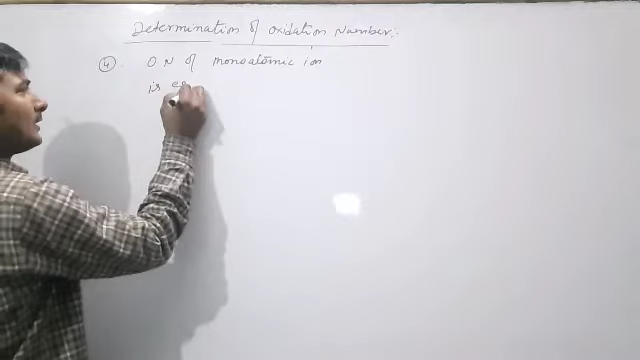 Determination of oxidation Number:-
(4). O N of monoatomic ion
is